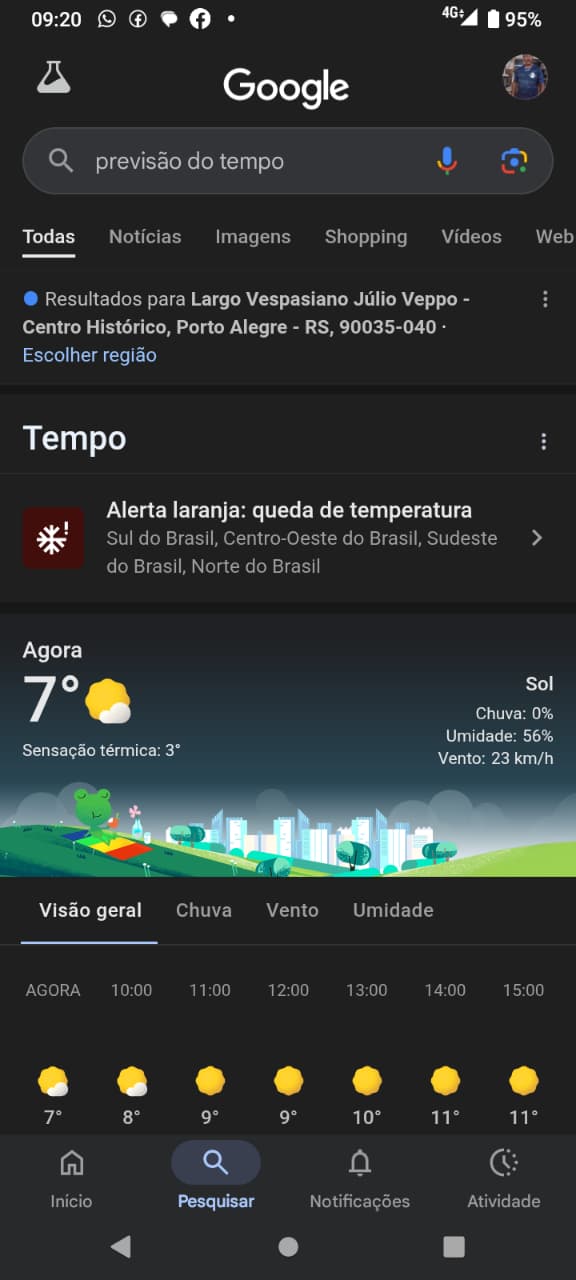 09:20
4G
95%
Google
previsão do tempo
Todas Notícias Imagens Shopping Vídeos Web
Resultados para Largo Vespasiano Júlio Veppo -
Centro Histórico, Porto Alegre - RS, 90035-040 ·
Escolher região
Tempo
Alerta laranja: queda de temperatura
Sul do Brasil, Centro-Oeste do Brasil, Sudeste
do Brasil, Norte do Brasil
Agora
7°
Sensação térmica: 3°
Sol
Chuva: 0%
Umidade: 56%
Vento: 23 km/h
Visão geral Chuva Vento Umidade
AGORA 10:00 11:00 12:00 13:00 14:00 15:00
7° 8° 9° 9° 10° 11° 11°
Início Pesquisar Notificações Atividade